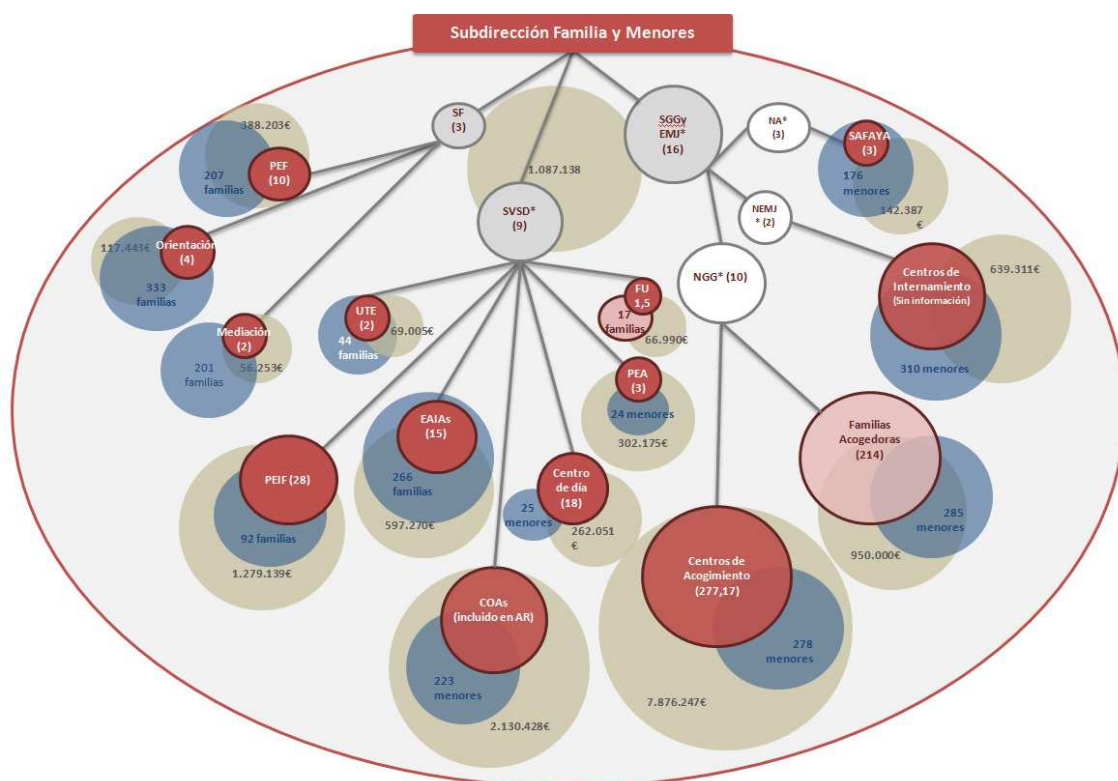 Subdirección Familia y Menores
SF
(3)
388.203€
PEF
(10)
207
familias
117.443€
Orientación
(4)
333
familias
Mediación
(2)
201
familias
56.253€
1.087.138
SVSD*
(9)
SGGy
EMJ*
(16)
NA*
(3)
SAFAYA
(3)
176
menores
142.387
€
NEMJ
* (2)
NGG* (10)
Centros de
Internamiento
(Sin información)
639.311€
310 menores
UTE
(2)
44
familias
69.005€
FU
1,5
17
familias
66.990€
PEA
(3)
24 menores
302.175€
Familias
Acogedoras
(214)
285
menores
950.000€
EAIAs
(15)
266
familias
597.270€
PEIF (28)
92 familias
1.279.139€
Centro
de día
(18)
25
menores
262.051
€
COAs
(incluido en AR)
223
menores
2.130.428€
Centros de
Acogimiento
(277,17)
278
menores
7.876.247€